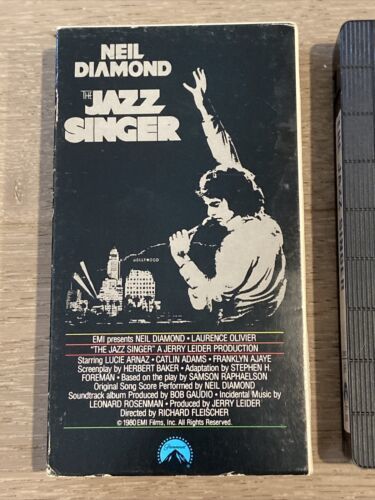 NEIL
DIAMOND
THE
JAZZ
SINGER
HOLLYWOOD
EMI presents NEIL DIAMOND • LAURENCE OLIVIER
"THE JAZZ SINGER" A JERRY LEIDER PRODUCTION
Starring LUCIE ARNAZ • CATLIN ADAMS • FRANKLYN AJAYE
Screenplay by HERBERT BAKER • Adaptation by STEPHEN H.
FOREMAN • Based on the play by SAMSON RAPHAELSON
Original Song Score Performed by NEIL DIAMOND
Soundtrack album Produced by BOB GAUDIO • Incidental Music by
LEONARD ROSENMAN • Produced by JERRY LEIDER
Directed by RICHARD FLEISCHER
© 1980 EMI Films, Inc. All Rights Reserved.
Paramount